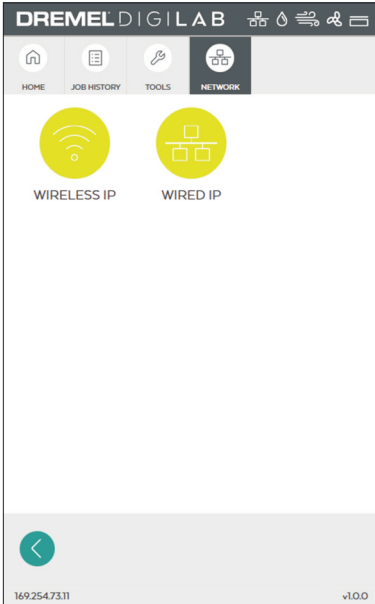 DREMEL DIGILAB
HOME JOB HISTORY TOOLS NETWORK
WIRELESS IP WIRED IP
169.254.73.11 v1.0.0